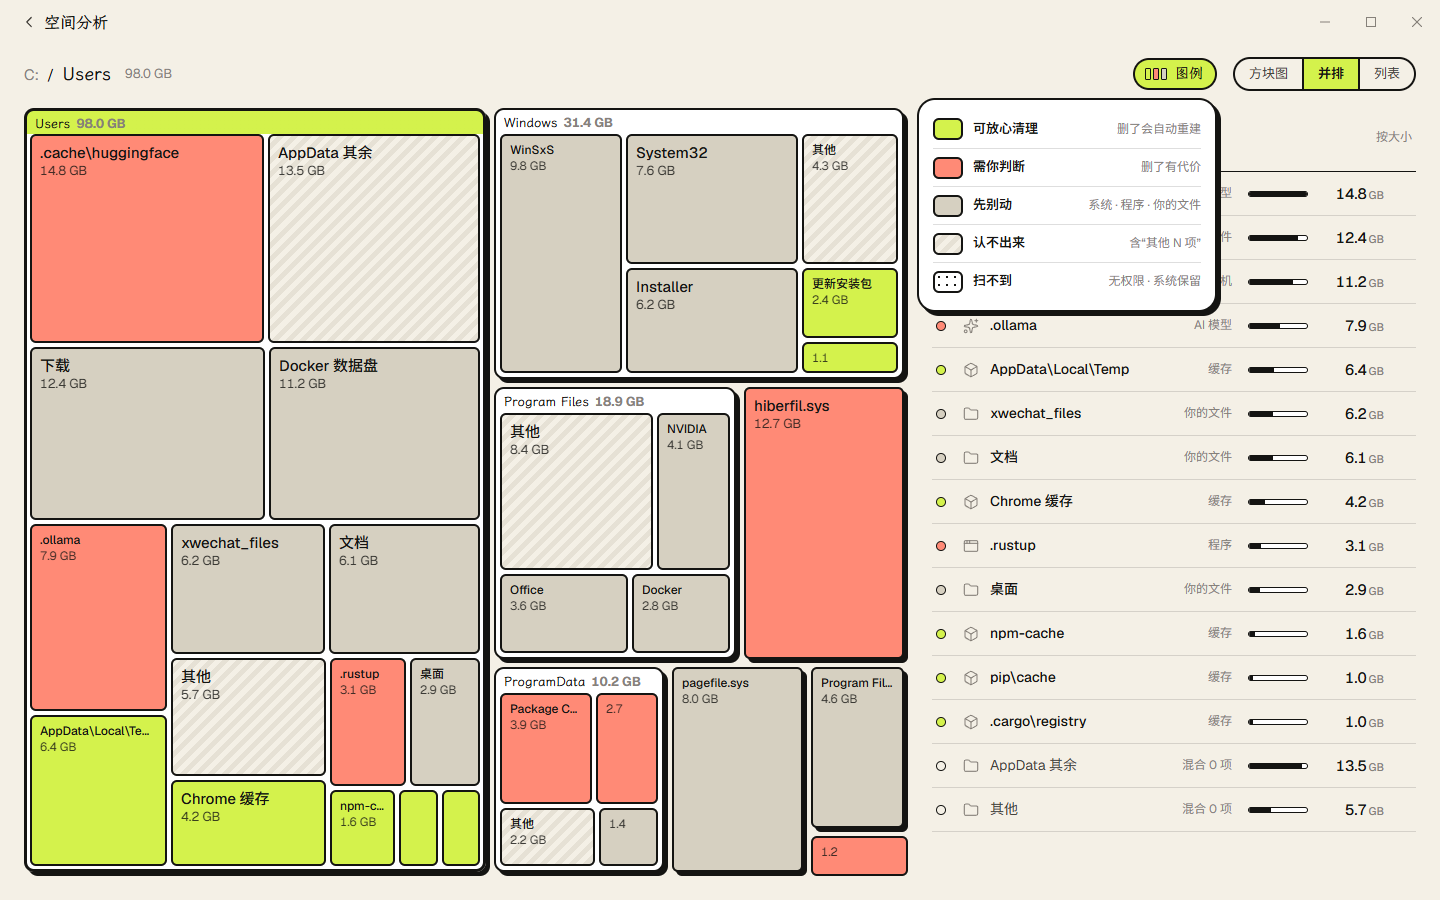 空间分析
C: / Users 98.0 GB
图例
方块图 并排 列表
Users 98.0 GB
.cache\huggingface
14.8 GB
AppData 其余
13.5 GB
下载
12.4 GB
Docker 数据盘
11.2 GB
.ollama
7.9 GB
xwechat_files
6.2 GB
文档
6.1 GB
其他
5.7 GB
.rustup
3.1 GB
桌面
2.9 GB
AppData\Local\Te...
6.4 GB
Chrome 缓存
4.2 GB
npm-c...
1.6 GB
Windows 31.4 GB
WinSxS
9.8 GB
System32
7.6 GB
其他
4.3 GB
Installer
6.2 GB
更新安装包
2.4 GB
1.1
Program Files 18.9 GB
其他
8.4 GB
NVIDIA
4.1 GB
Office
3.6 GB
Docker
2.8 GB
hiberfil.sys
12.7 GB
ProgramData 10.2 GB
Package C...
3.9 GB
2.7
其他
2.2 GB
1.4
pagefile.sys
8.0 GB
Program Fil...
4.6 GB
1.2
可放心清理 删了会自动重建
需你判断 删了有代价
先别动 系统 · 程序 · 你的文件
认不出来 含“其他 N 项”
扫不到 无权限 · 系统保留
按大小
型 14.8 GB
件 12.4 GB
机 11.2 GB
.ollama AI 模型 7.9 GB
AppData\Local\Temp 缓存 6.4 GB
xwechat_files 你的文件 6.2 GB
文档 你的文件 6.1 GB
Chrome 缓存 缓存 4.2 GB
.rustup 程序 3.1 GB
桌面 你的文件 2.9 GB
npm-cache 缓存 1.6 GB
pip\cache 缓存 1.0 GB
.cargo\registry 缓存 1.0 GB
AppData 其余 混合 0 项 13.5 GB
其他 混合 0 项 5.7 GB